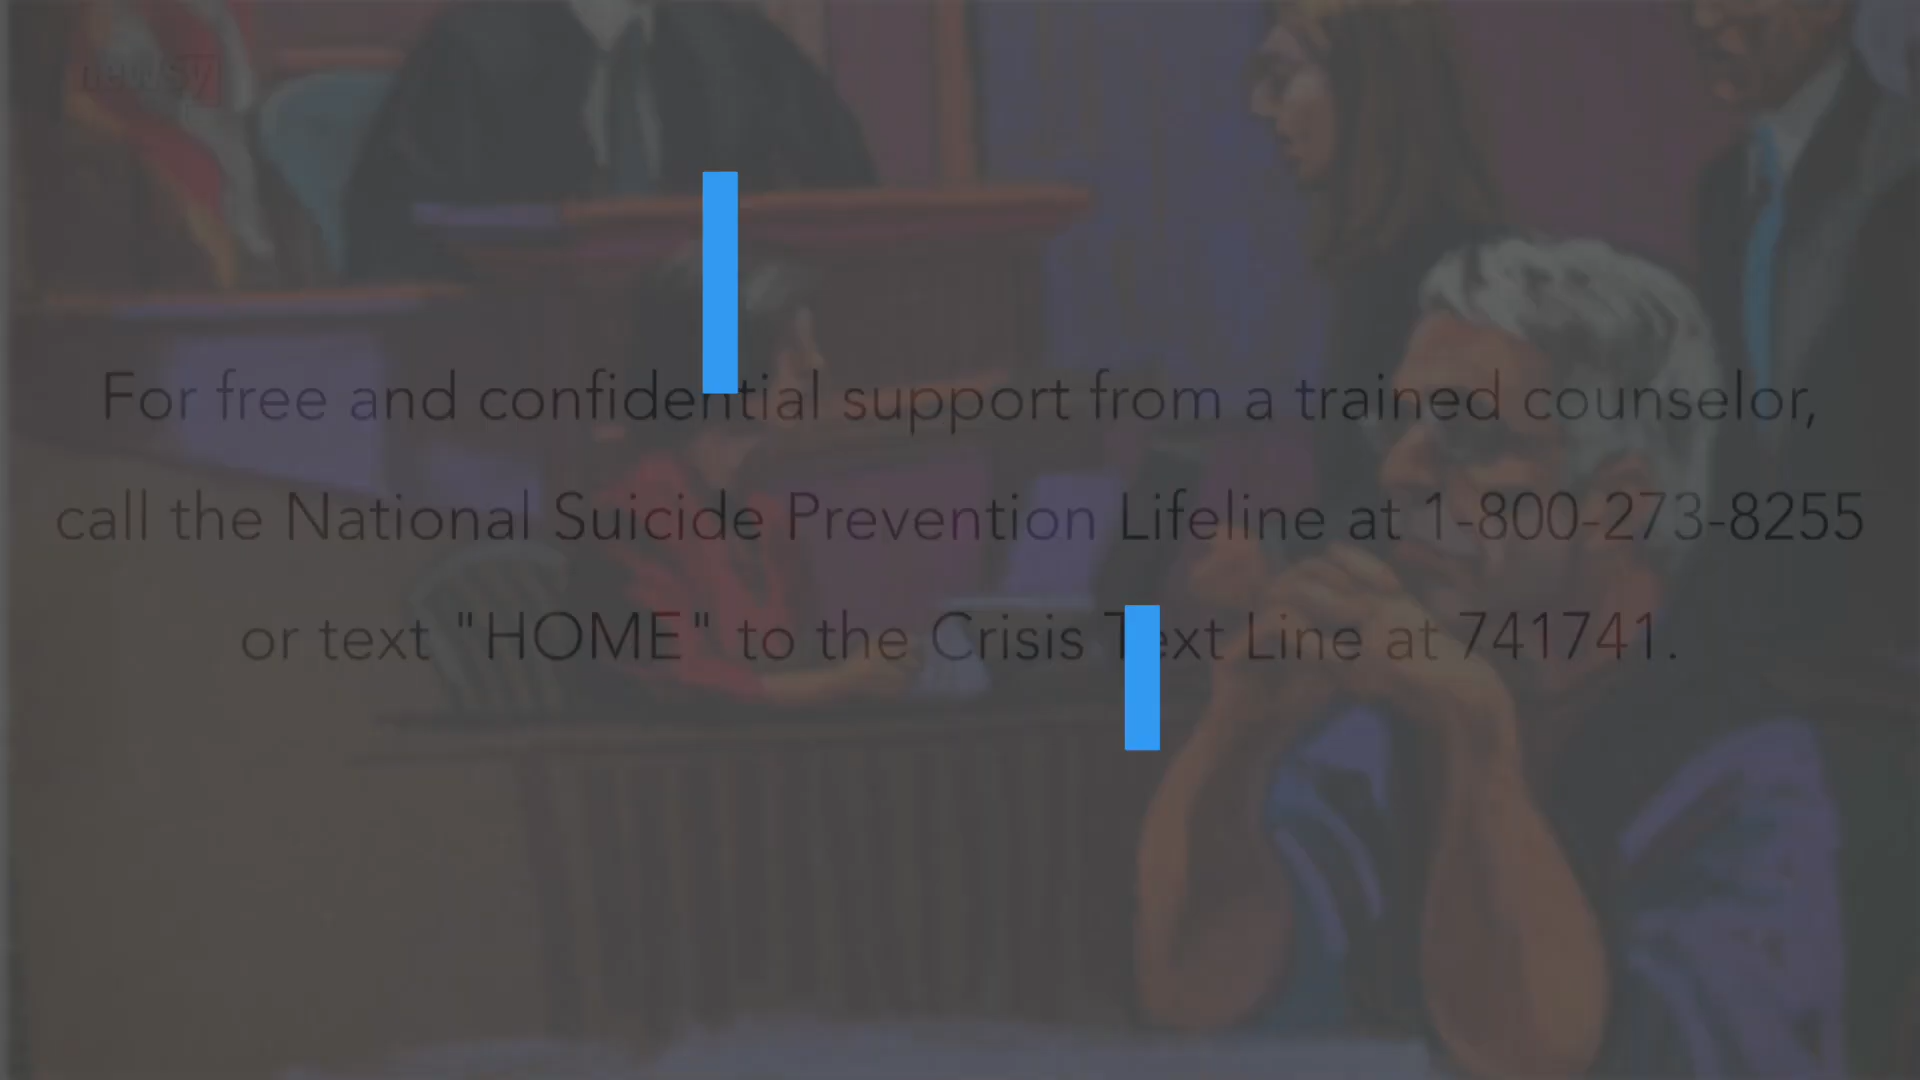 newsy
For free and confidential support from a trained counselor,
call the National Suicide Prevention Lifeline at 1-800-273-8255
or text "HOME" to the Crisis Text Line at 741741.